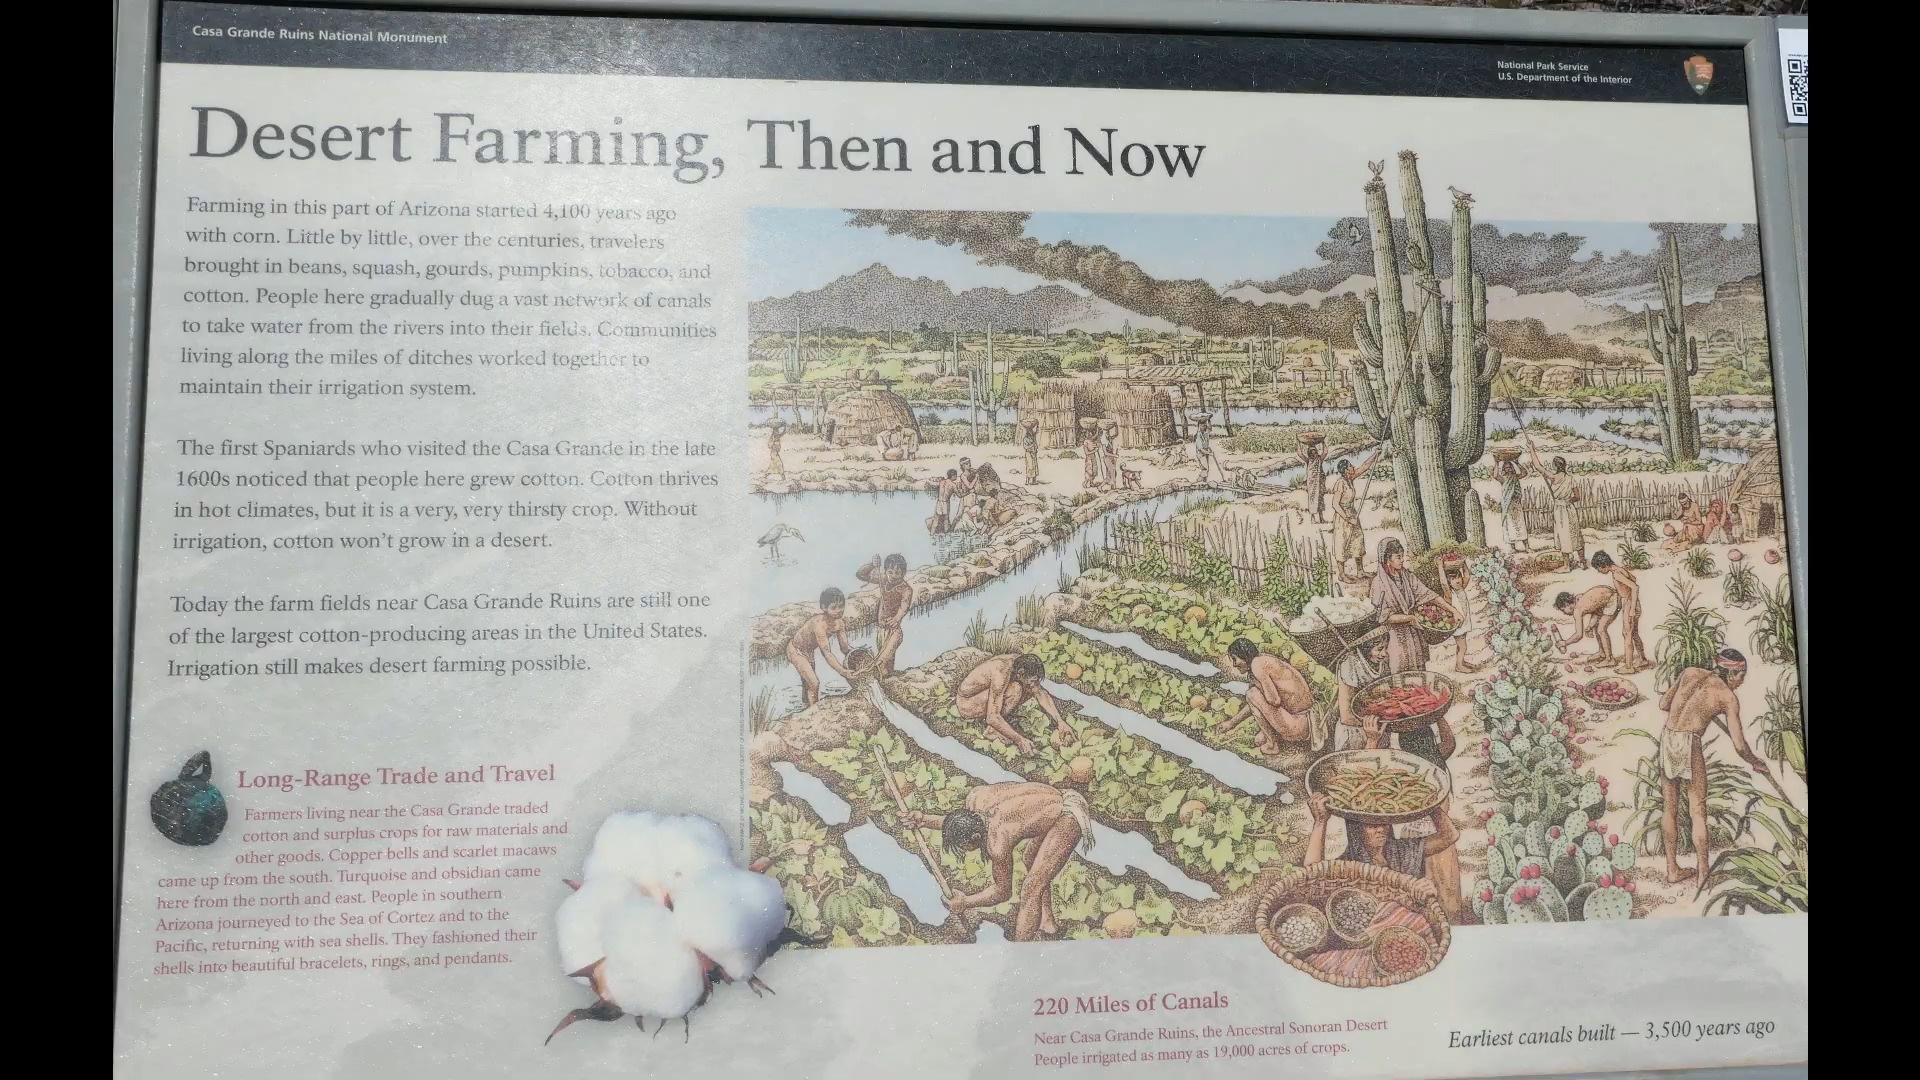 Casa Grande Ruins National Monument
National Park Service
U.S. Department of the Interior
Desert Farming, Then and Now
Farming in this part of Arizona started 4,100 years ago
with corn. Little by little, over the centuries, travelers
brought in beans, squash, gourds, pumpkins, tobacco, and
cotton. People here gradually dug a vast network of canals
to take water from the rivers into their fields. Communities
living along the miles of ditches worked together to
maintain their irrigation system.
The first Spaniards who visited the Casa Grande in the late
1600s noticed that people here grew cotton. Cotton thrives
in hot climates, but it is a very, very thirsty crop. Without
irrigation, cotton won't grow in a desert.
Today the farm fields near Casa Grande Ruins are still one
of the largest cotton-producing areas in the United States.
Irrigation still makes desert farming possible.
Long-Range Trade and Travel
Farmers living near the Casa Grande traded
cotton and surplus crops for raw materials and
other goods. Copper bells and scarlet macaws
came up from the south. Turquoise and obsidian came
here from the north and east. People in southern
Arizona journeyed to the Sea of Cortez and to the
Pacific, returning with sea shells. They fashioned their
shells into beautiful bracelets, rings, and pendants.
220 Miles of Canals
Near Casa Grande Ruins, the Ancestral Sonoran Desert
People irrigated as many as 19,000 acres of crops.
Earliest canals built — 3,500 years ago